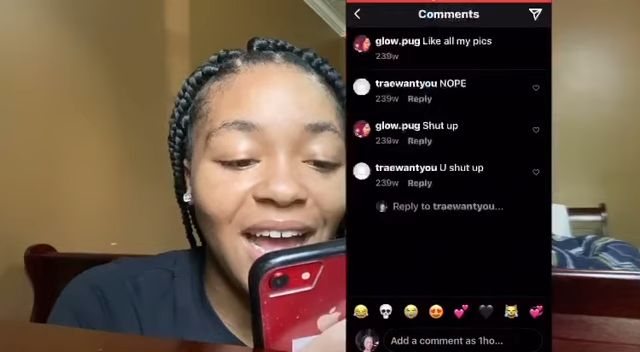 Comments
glow.pug Like all my pics
239w
traewantyou NOPE
239w Reply
glow.pug Shut up
239w Reply
traewantyou U shut up
239w Reply
Reply to traewantyou...
Add a comment as 1ho...